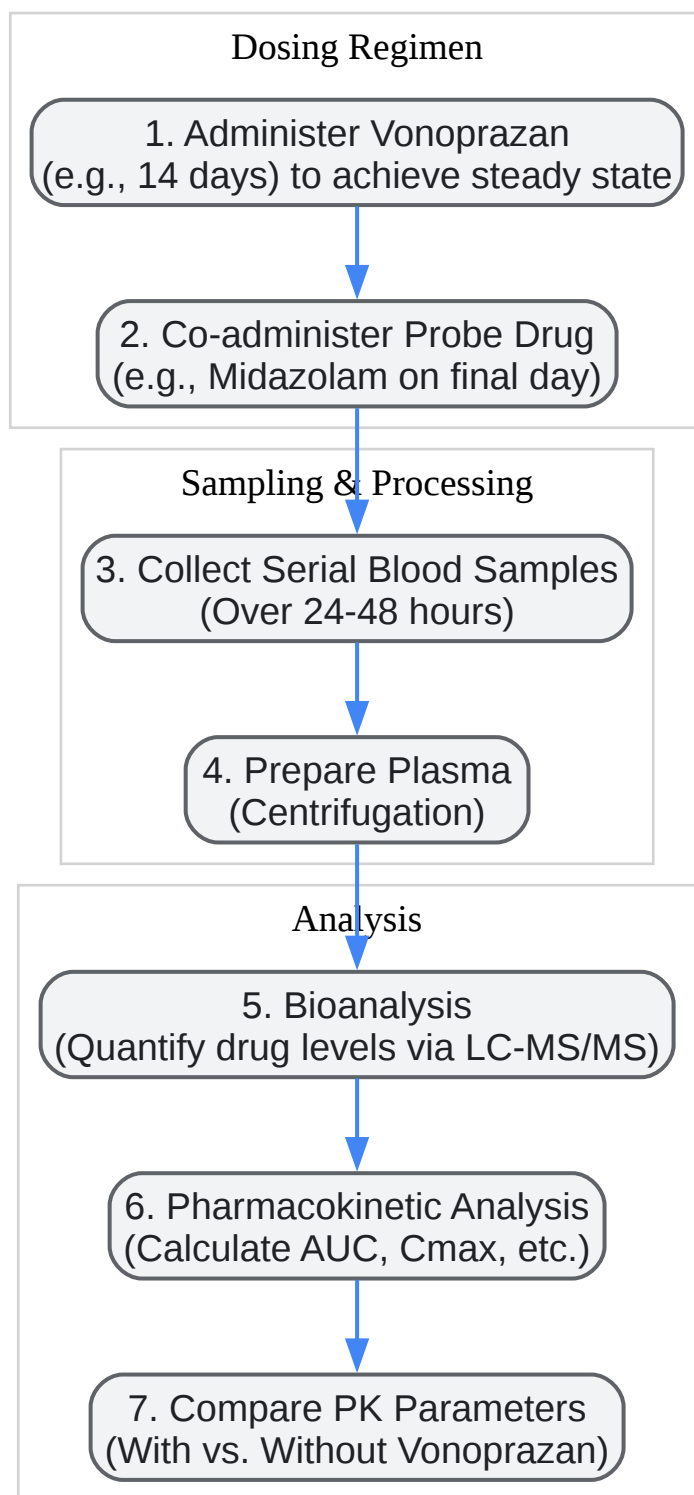 Dosing Regimen
1. Administer Vonoprazan
(e.g., 14 days) to achieve steady state
2. Co-administer Probe Drug
(e.g., Midazolam on final day)
Sampling & Processing
3. Collect Serial Blood Samples
(Over 24-48 hours)
4. Prepare Plasma
(Centrifugation)
Analysis
5. Bioanalysis
(Quantify drug levels via LC-MS/MS)
6. Pharmacokinetic Analysis
(Calculate AUC, Cmax, etc.)
7. Compare PK Parameters
(With vs. Without Vonoprazan)